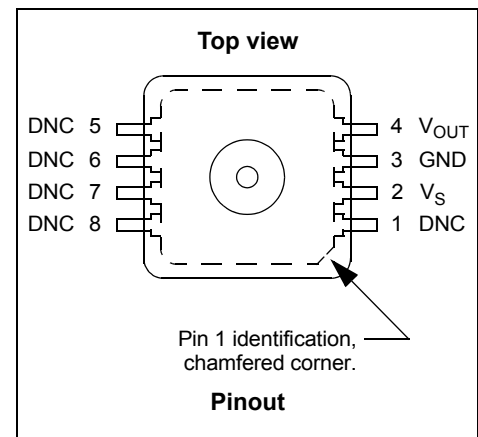 Top view
DNC 5
DNC 6
DNC 7
DNC 8
4 VOUT
3 GND
2 VS
1 DNC
Pin 1 identification,
chamfered corner.
Pinout